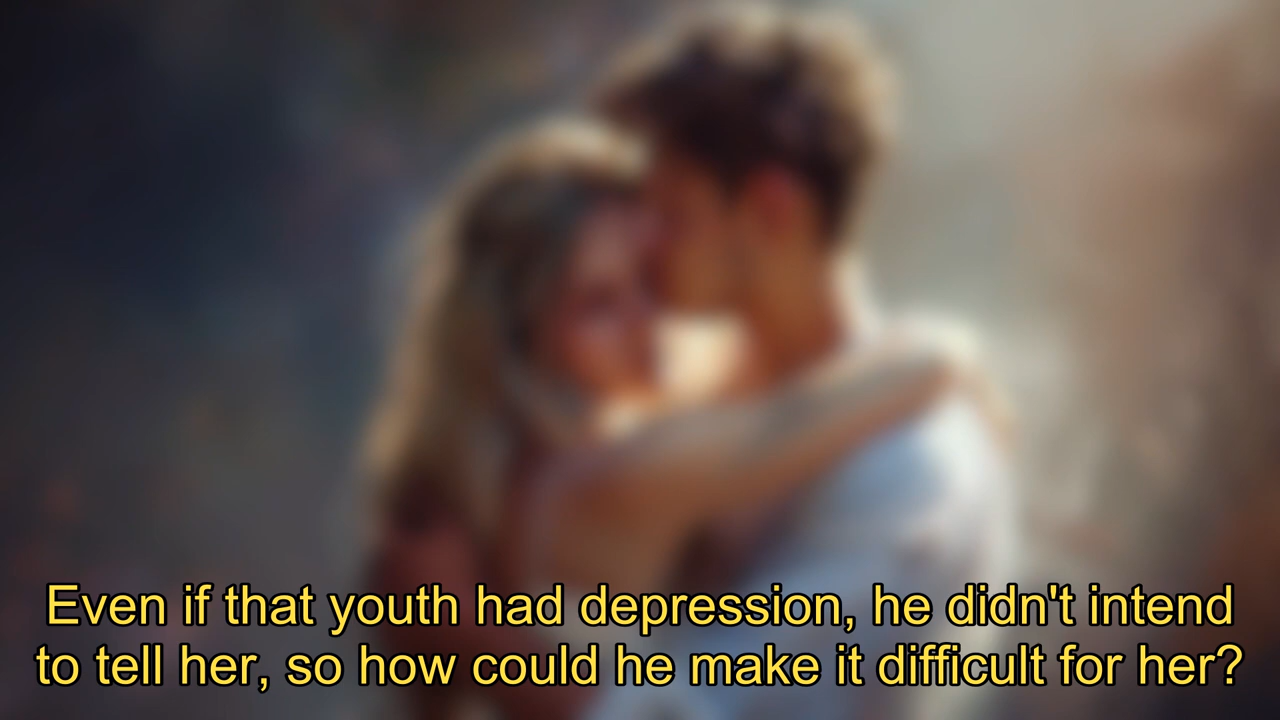 Even if that youth had depression, he didn't intend
to tell her, so how could he make it difficult for her?